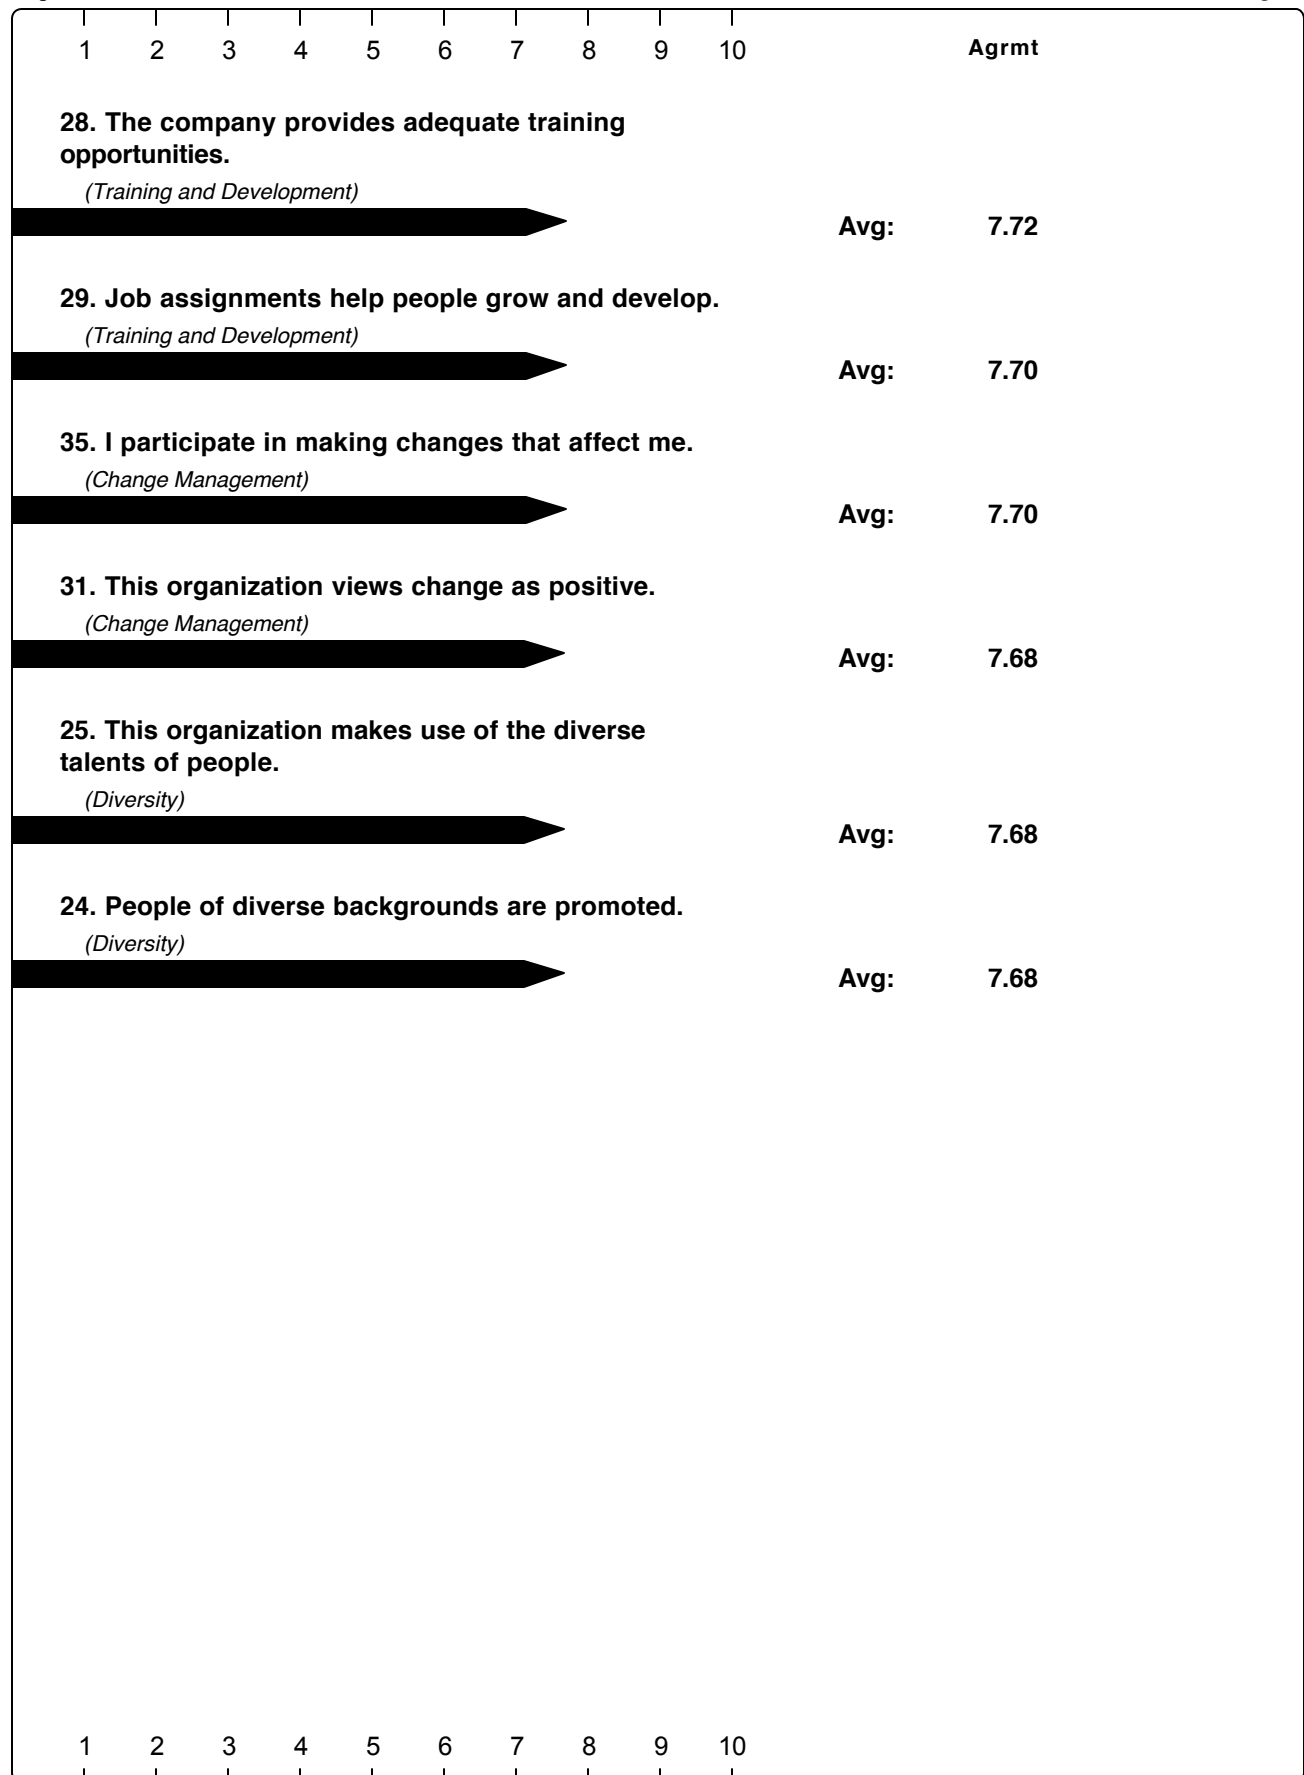 1 2 3 4 5 6 7 8 9 10 Agrmt
28. The company provides adequate training
opportunities.
(Training and Development)
Avg: 7.72
29. Job assignments help people grow and develop.
(Training and Development)
Avg: 7.70
35. I participate in making changes that affect me.
(Change Management)
Avg: 7.70
31. This organization views change as positive.
(Change Management)
Avg: 7.68
25. This organization makes use of the diverse
talents of people.
(Diversity)
Avg: 7.68
24. People of diverse backgrounds are promoted.
(Diversity)
Avg: 7.68
1 2 3 4 5 6 7 8 9 10